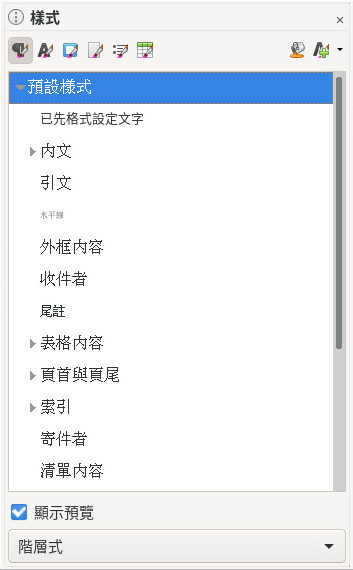 樣式
預設樣式
已先格式設定文字
內文
引文
水平線
外框內容
收件者
尾註
表格內容
頁首與頁尾
索引
寄件者
清單內容
顯示預覽
階層式